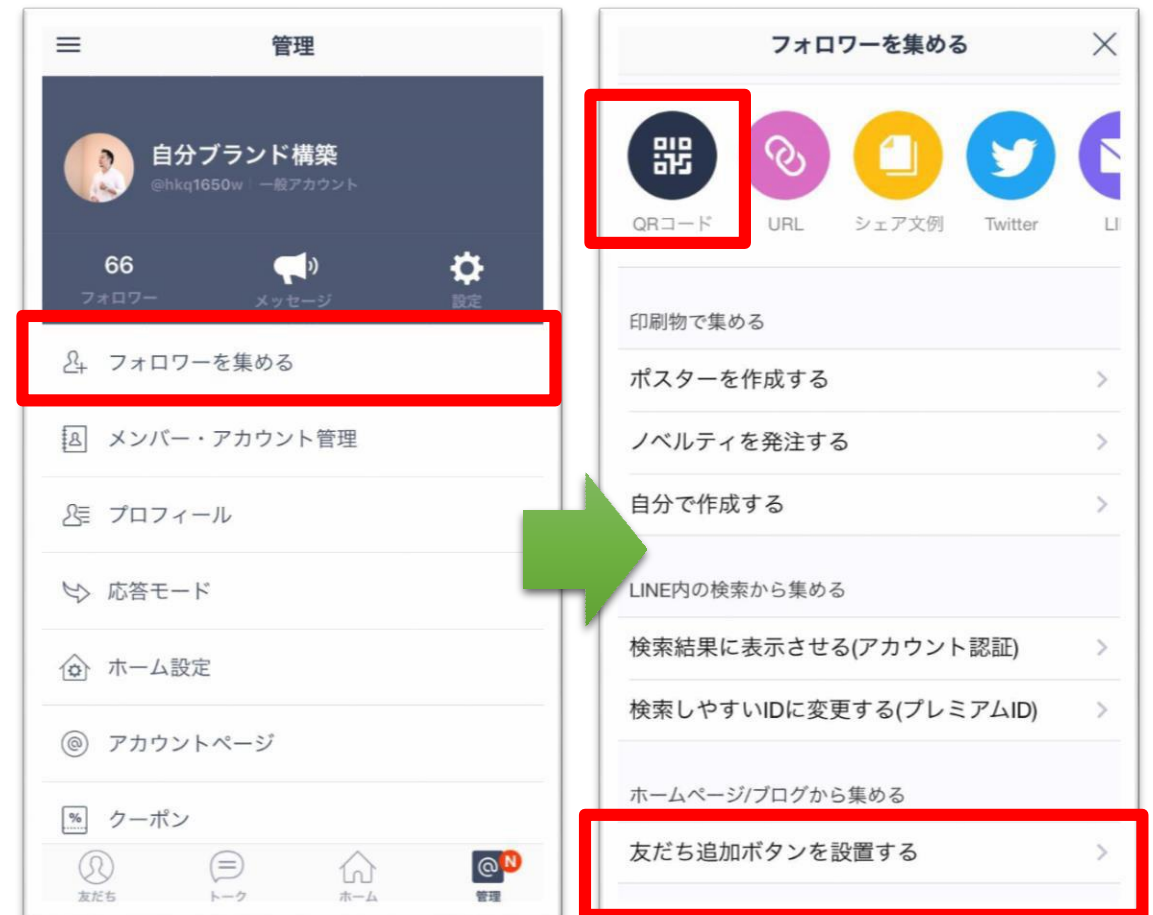 管理
自分ブランド構築
@hkq1650w 一般アカウント
66
フォロワー
メッセージ
設定
フォロワーを集める
メンバー・アカウント管理
プロフィール
応答モード
ホーム設定
@ アカウントページ
% クーポン
友だち
トーク
ホーム
@ N
管理
フォロワーを集める
QRコード
URL
シェア文例
Twitter
LI
印刷物で集める
ポスターを作成する
ノベルティを発注する
自分で作成する
LINE内の検索から集める
検索結果に表示させる(アカウント認証)
検索しやすいIDに変更する(プレミアムID)
ホームページ/ブログから集める
友だち追加ボタンを設置する